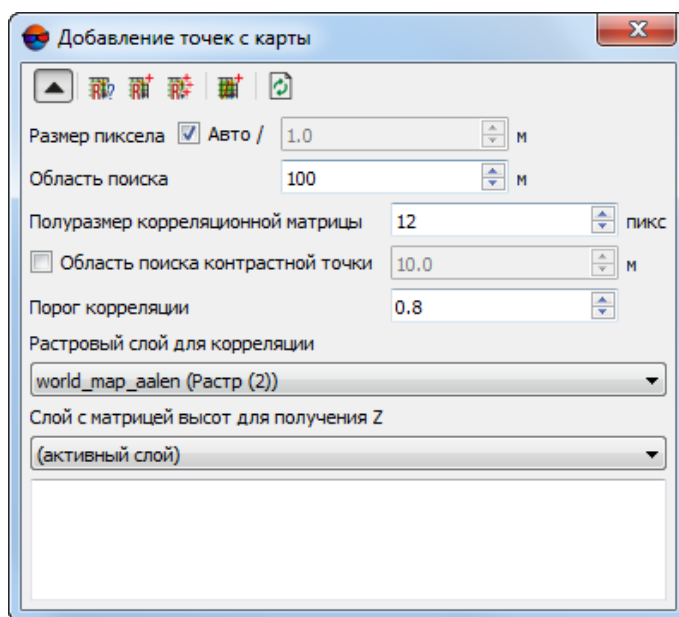 Добавление точек с карты
Размер пиксела Авто / 1.0 м
Область поиска 100 м
Полуразмер корреляционной матрицы 12 пикс
Область поиска контрастной точки 10.0 м
Порог корреляции 0.8
Растровый слой для корреляции
world_map_aalen (Растр (2))
Слой с матрицей высот для получения Z
(активный слой)